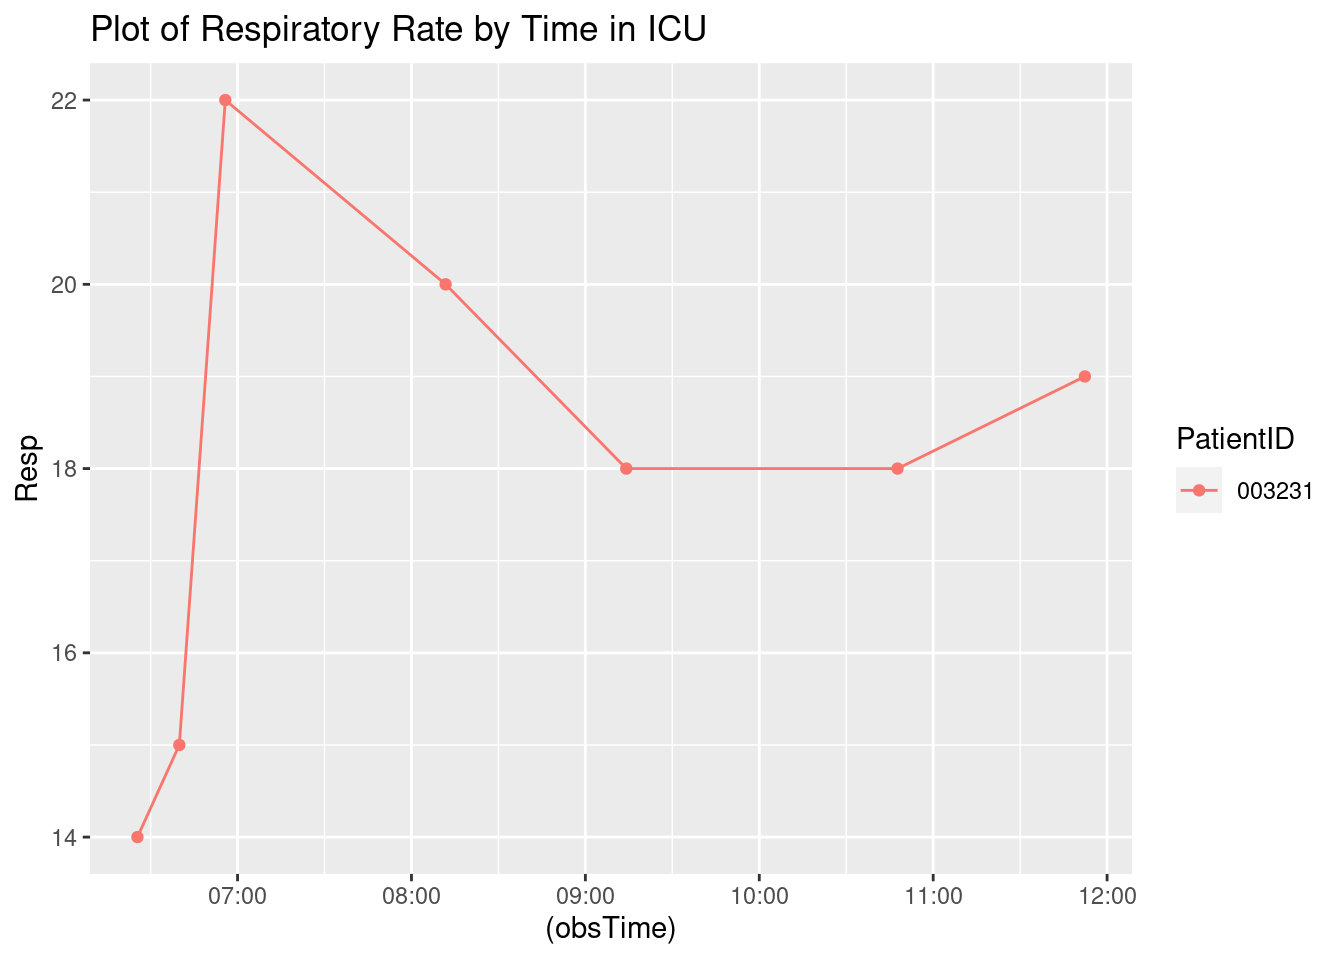 Plot of Respiratory Rate by Time in ICU
22
20
18
16
14
Resp
07:00 08:00 09:00 10:00 11:00 12:00
(obsTime)
PatientID
003231